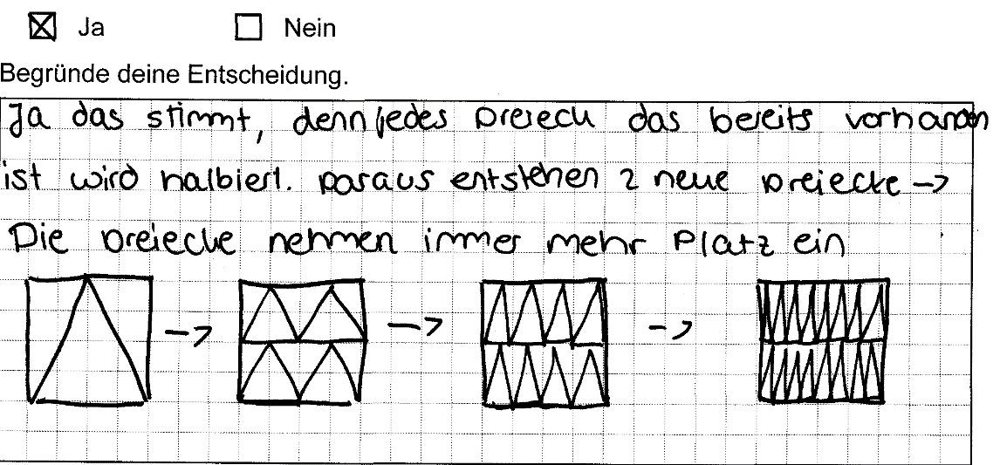 Ja Nein
Begründe deine Entscheidung.
Ja das stimmt, denn jedes Dreieck das bereits vorhanden
ist wird halbiert. Daraus entstehen 2 neue Dreiecke →
Die Dreiecke nehmen immer mehr Platz ein